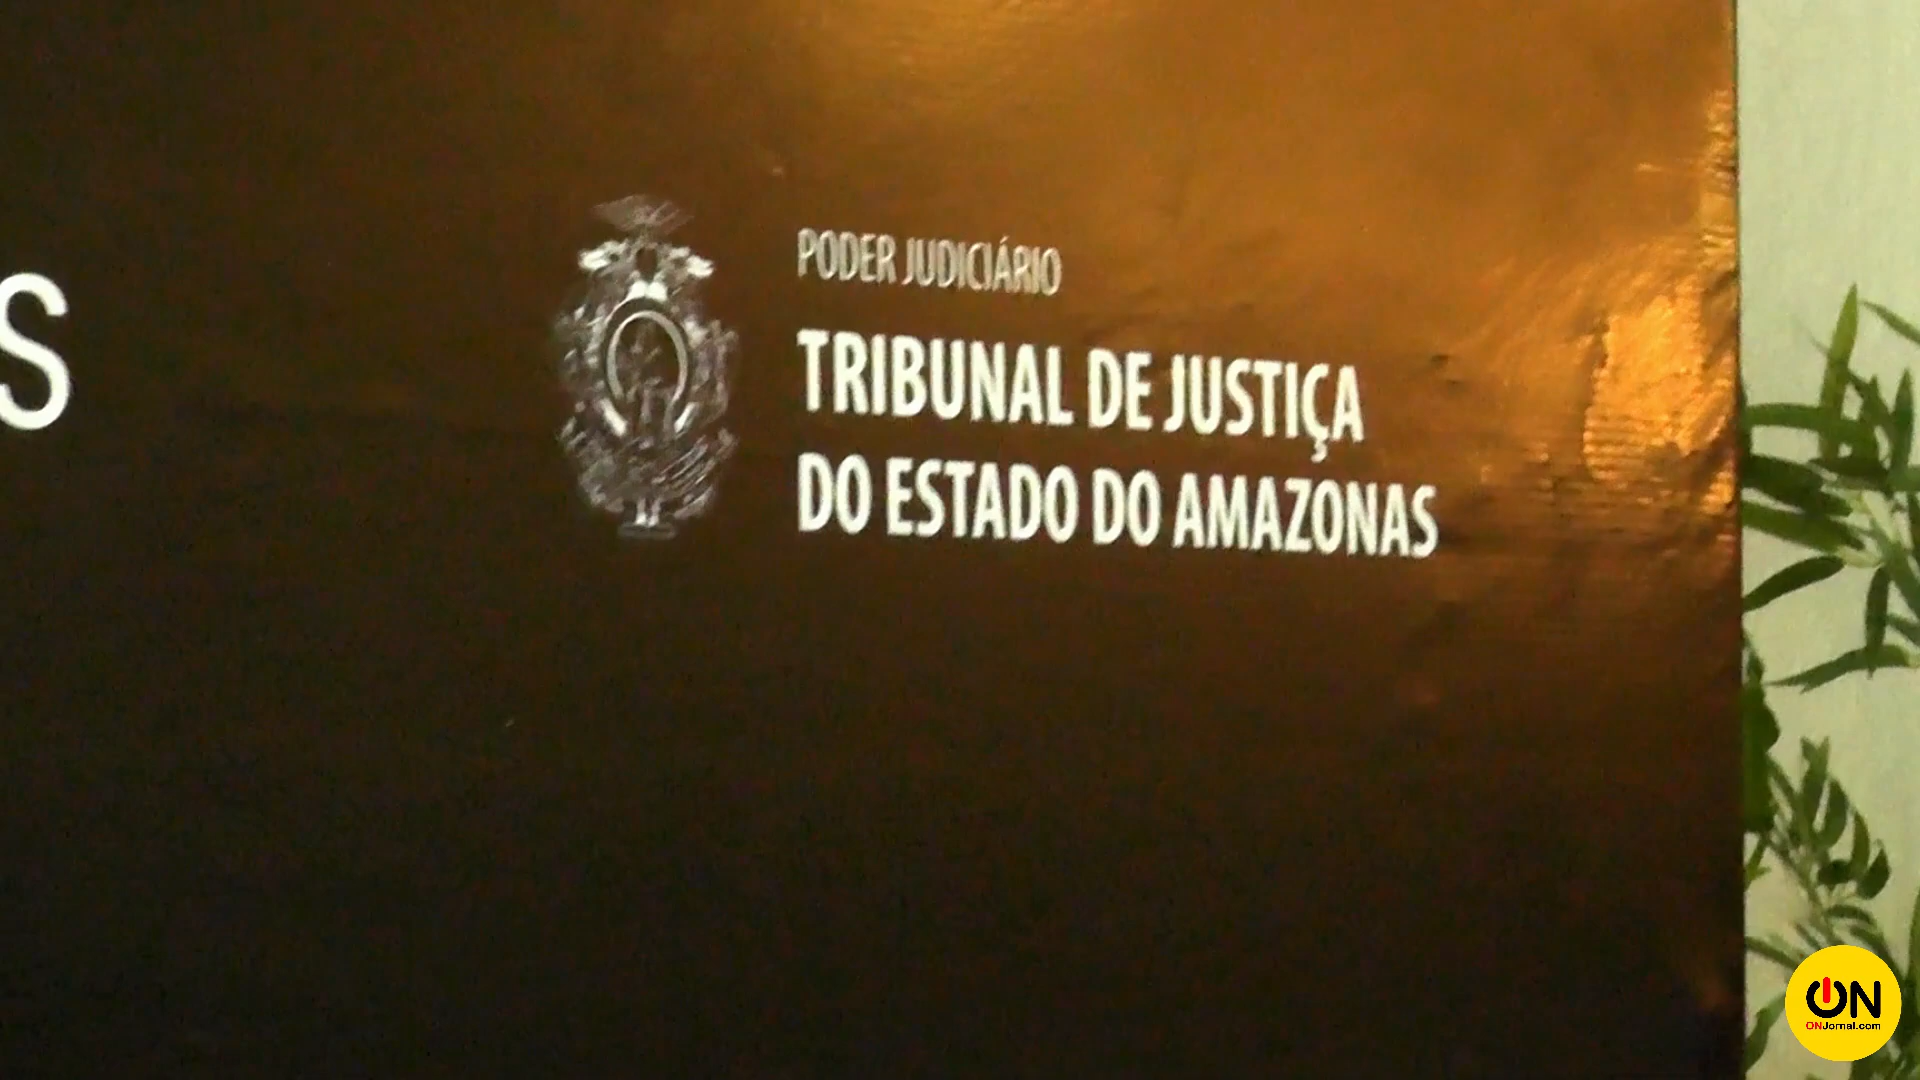 S
PODER JUDICIÁRIO
TRIBUNAL DE JUSTIÇA
DO ESTADO DO AMAZONAS
ON
ONJornal.com